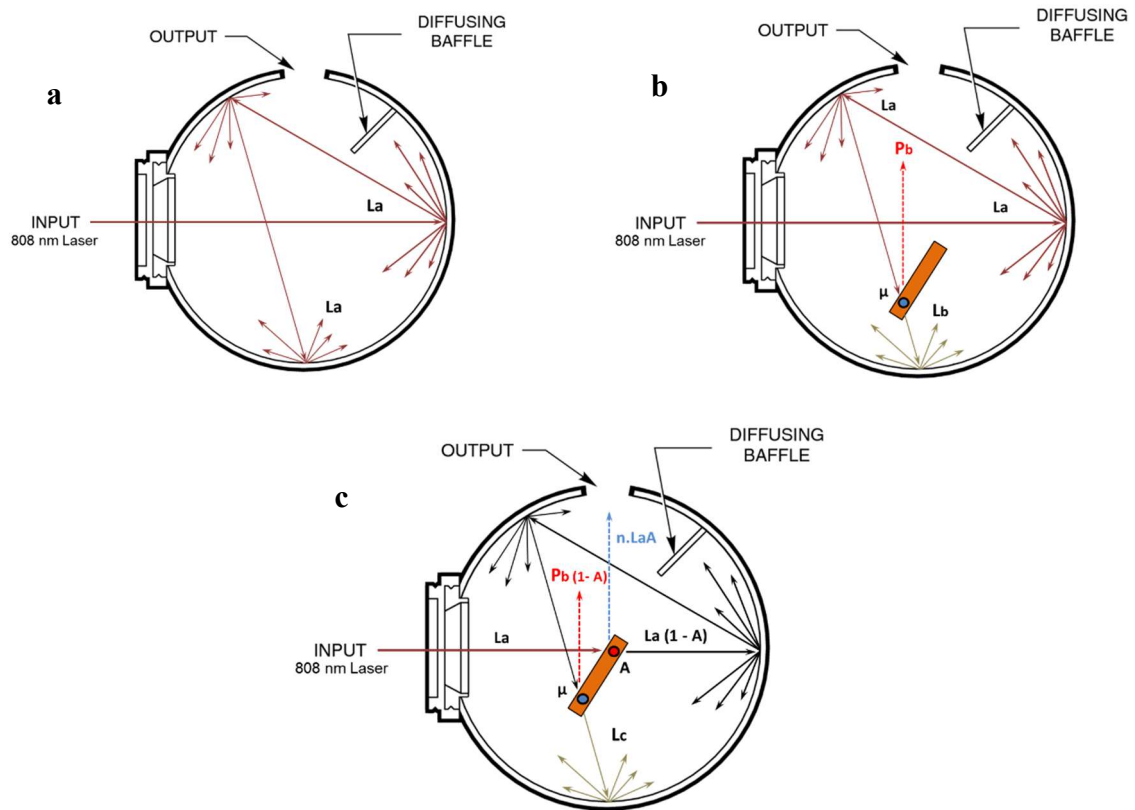 a
OUTPUT
DIFFUSING
BAFFLE
INPUT
808 nm Laser
La
La
b
OUTPUT
DIFFUSING
BAFFLE
La
Pb
La
INPUT
808 nm Laser
μ
Lb
c
OUTPUT
DIFFUSING
BAFFLE
n.LaA
Pb (1- A)
La
La (1 - A)
INPUT
808 nm Laser
A
μ
Lc